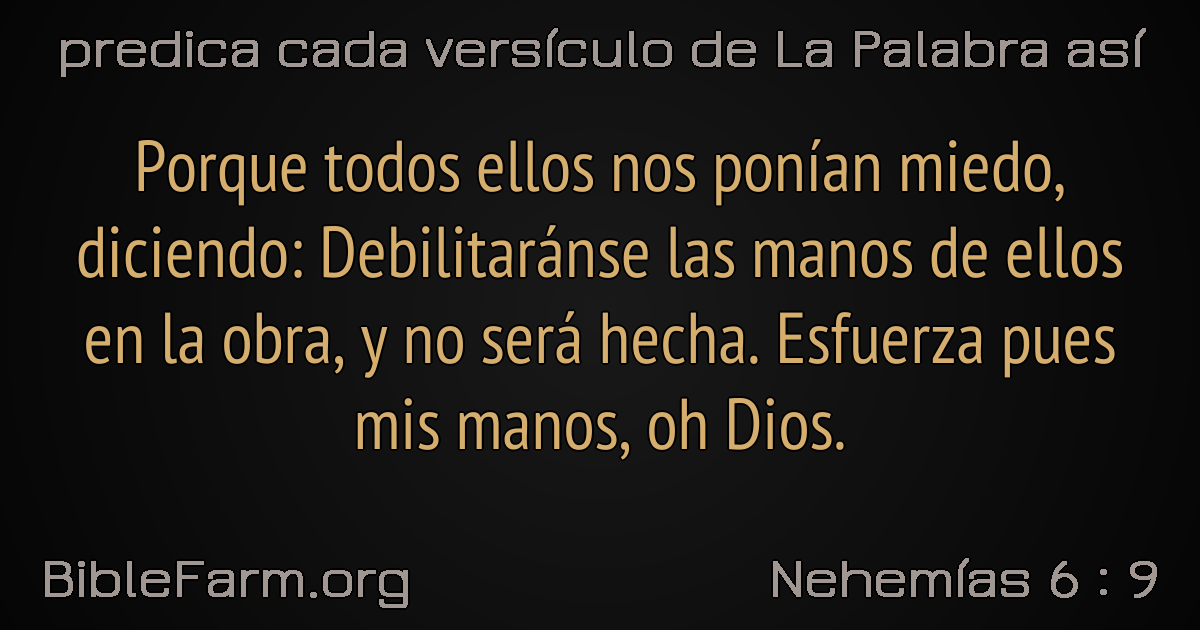 predica cada versículo de La Palabra así
Porque todos ellos nos ponían miedo,
diciendo: Debilitaránse las manos de ellos
en la obra, y no será hecha. Esfuerza pues
mis manos, oh Dios.
BibleFarm.org
Nehemías 6 : 9